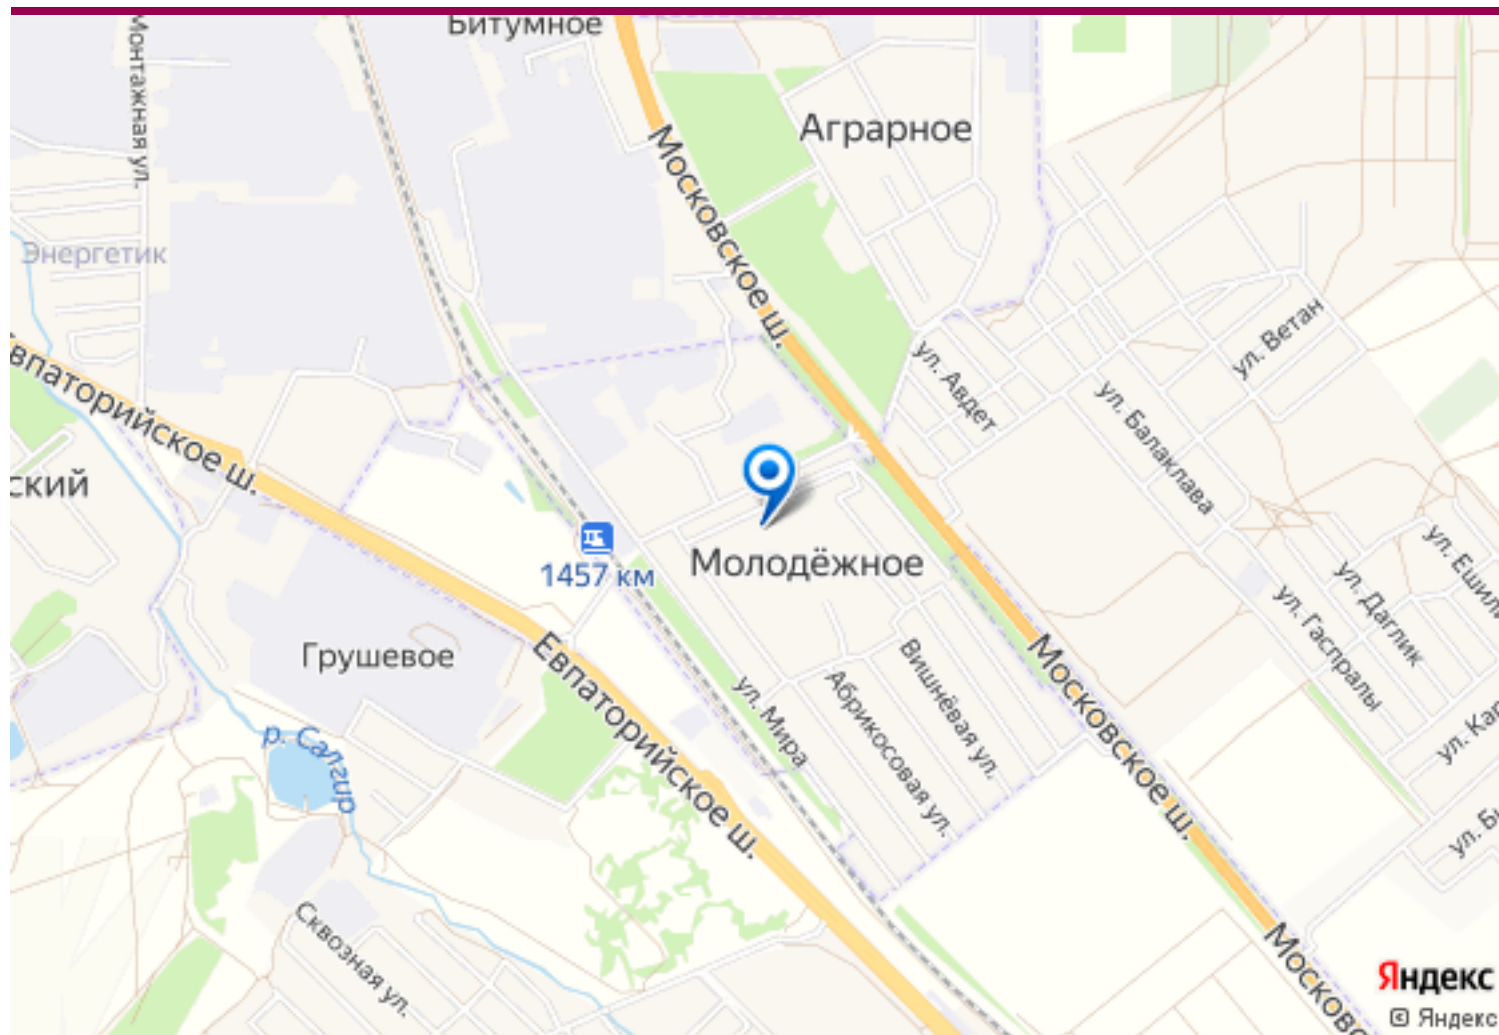 Битумное
Монтажная ул.
Аграрное
Московское ш.
Энергетик
ул. Ветан
ул. Авдет
Евпаторийское ш.
ул. Балаклава
ский
1457 км
Молодёжное
ул. Даглик
ул. Гаспралы
Грушевое
Евпаторийское ш.
Вишнёвая ул.
Абрикосовая ул.
ул. Мира
Московское ш.
р. Салгир
Сквозная ул.
Яндекс
© Яндекс